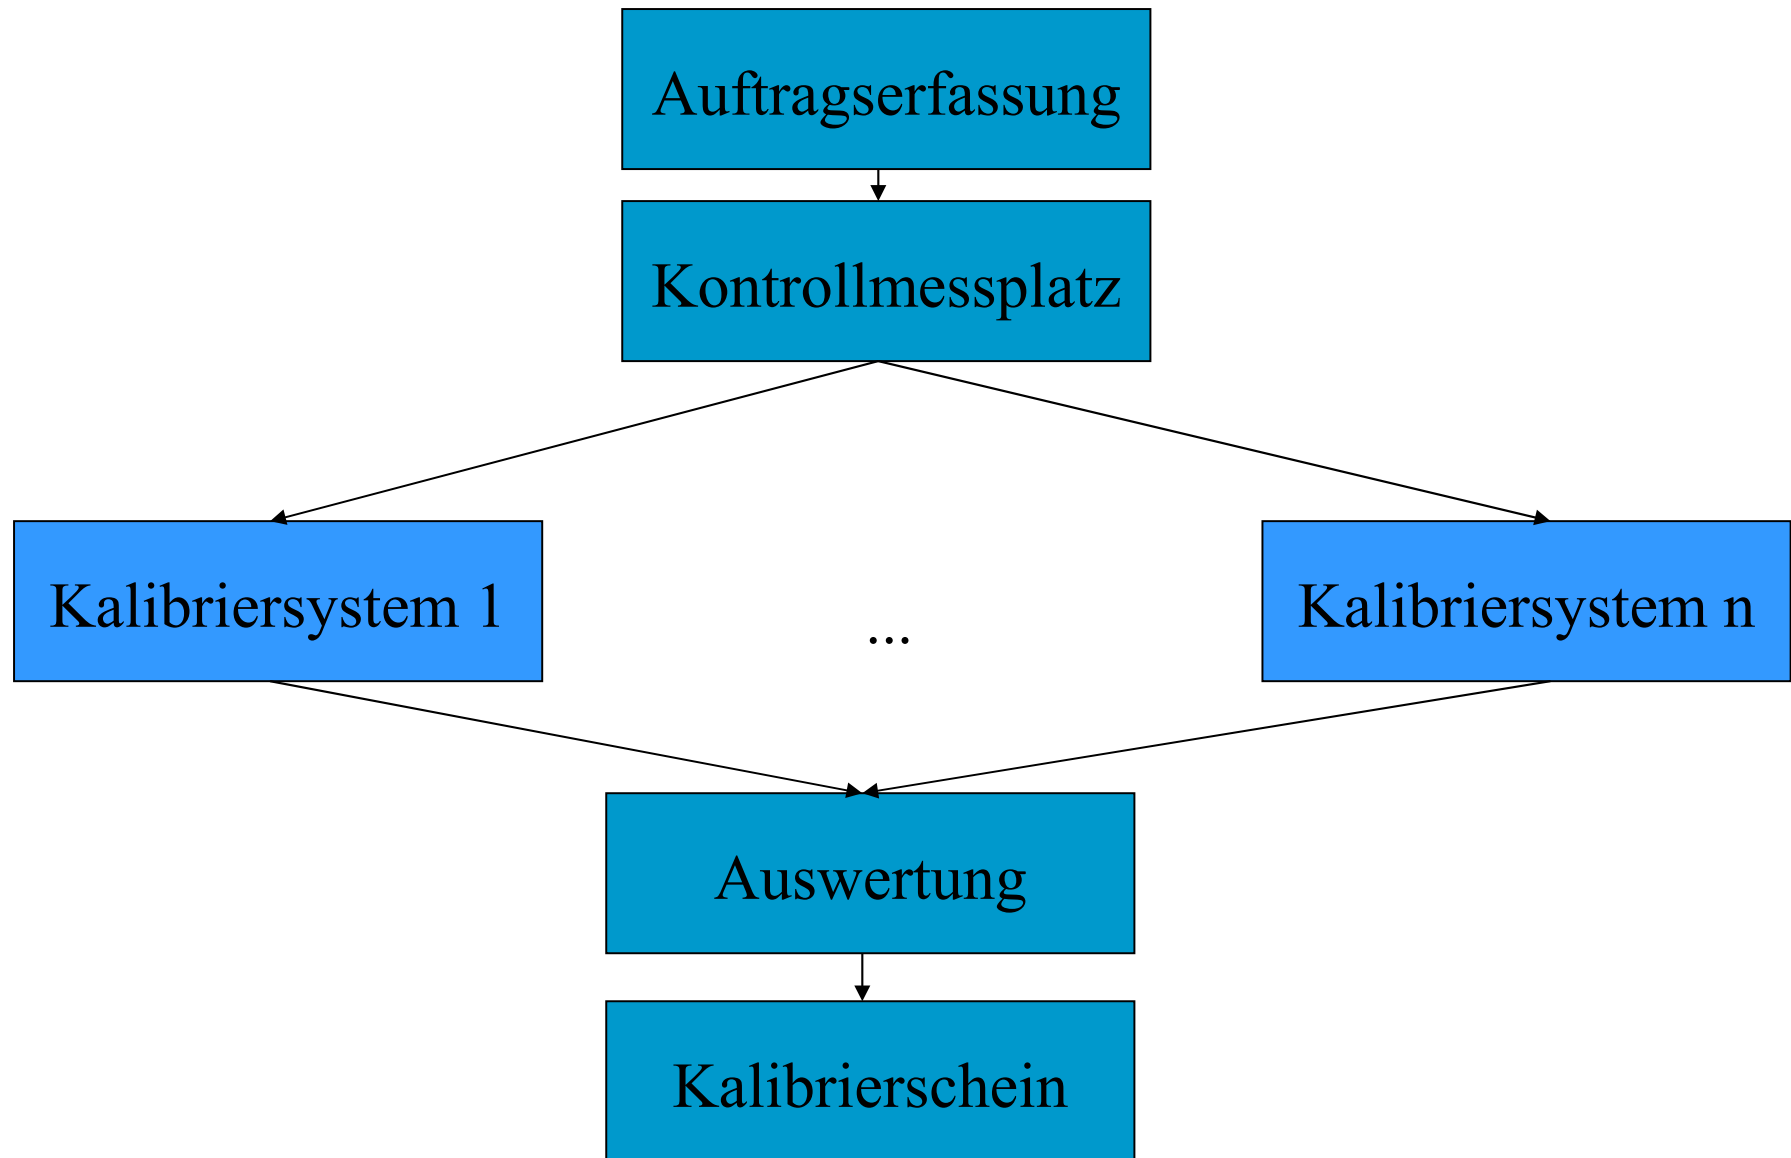 Auftragserfassung
Kontrollmessplatz
Kalibriersystem 1
...
Kalibriersystem n
Auswertung
Kalibrierschein